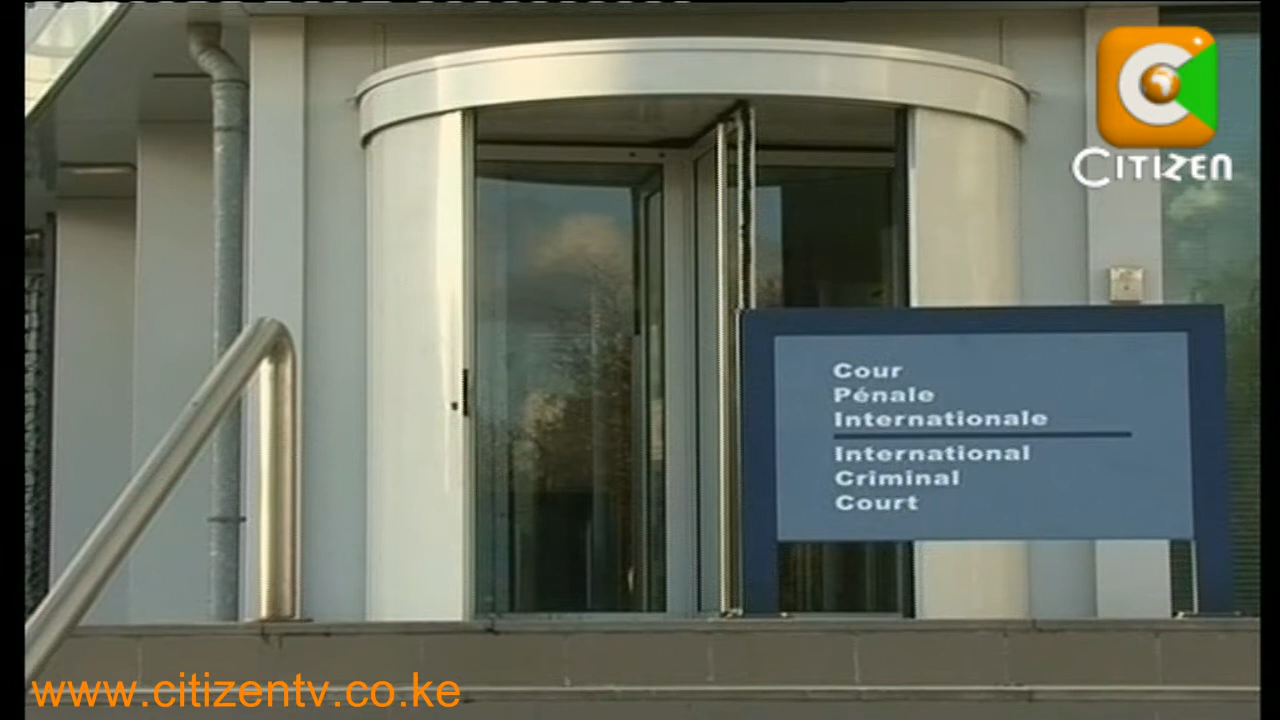 CITIZEN
Cour
Pénale
Internationale
International
Criminal
Court
www.citizentv.co.ke